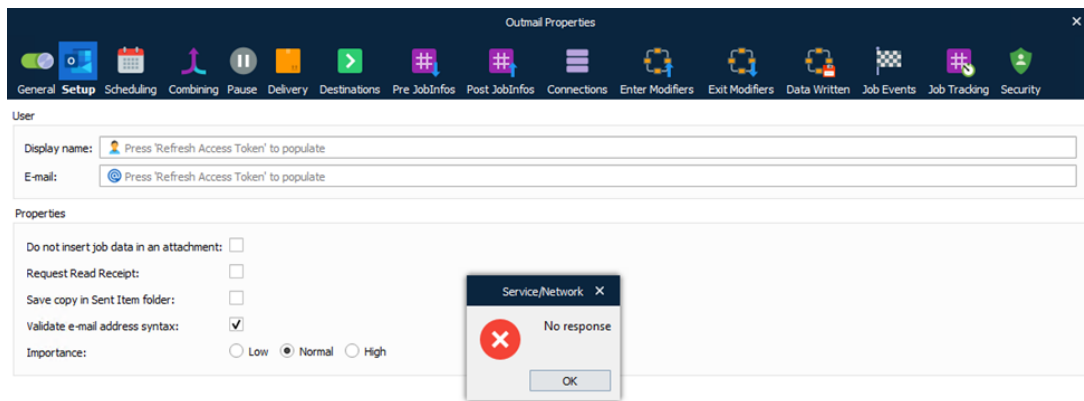 Outmail Properties
General Setup Scheduling Combining Pause Delivery Destinations Pre JobInfos Post JobInfos Connections Enter Modifiers Exit Modifiers Data Written Job Events Job Tracking Security
User
Display name: Press 'Refresh Access Token' to populate
E-mail: Press 'Refresh Access Token' to populate
Properties
Do not insert job data in an attachment:
Request Read Receipt:
Save copy in Sent Item folder:
Validate e-mail address syntax:
Importance: Low Normal High
Service/Network
No response
OK